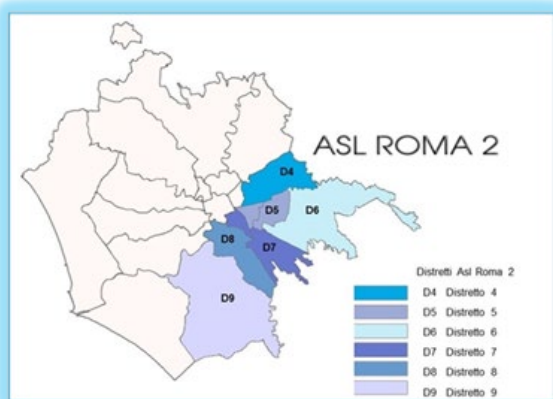 ASL ROMA 2
D4
D5
D6
D8
D7
D9
Distretti Asl Roma 2
D4 Distretto 4
D5 Distretto 5
D6 Distretto 6
D7 Distretto 7
D8 Distretto 8
D9 Distretto 9